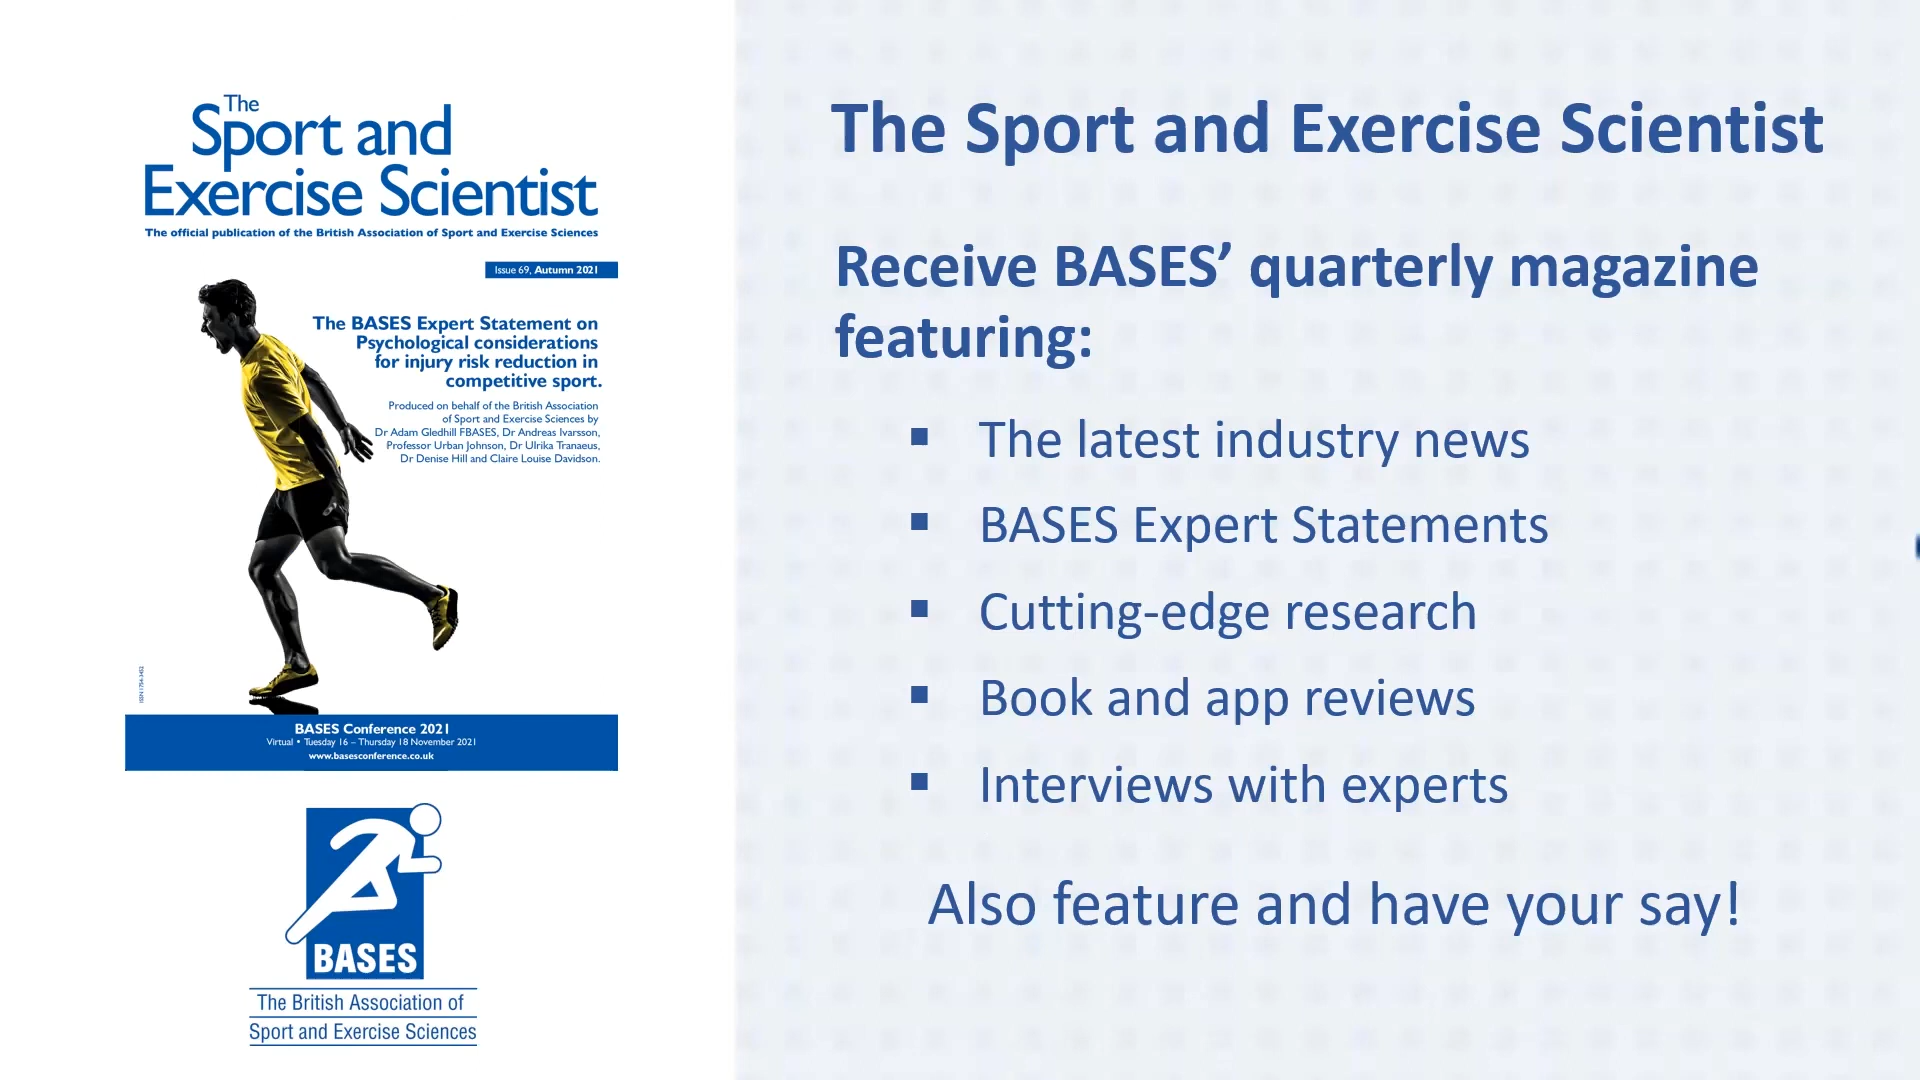 The
Sport and
Exercise Scientist
The official publication of the British Association of Sport and Exercise Sciences
Issue 69, Autumn 2021
The BASES Expert Statement on
Psychological considerations
for injury risk reduction in
competitive sport.
Produced on behalf of the British Association
of Sport and Exercise Sciences by
Dr Adam Gledhill FBASES, Dr Andreas Ivarsson,
Professor Urban Johnson, Dr Ulrika Tranaeus,
Dr Denise Hill and Claire Louise Davidson.
ISSN 1754-3452
BASES Conference 2021
Virtual • Tuesday 16 – Thursday 18 November 2021
www.basesconference.co.uk
BASES
The British Association of
Sport and Exercise Sciences
The Sport and Exercise Scientist
Receive BASES’ quarterly magazine
featuring:
▪ The latest industry news
▪ BASES Expert Statements
▪ Cutting-edge research
▪ Book and app reviews
▪ Interviews with experts
Also feature and have your say!